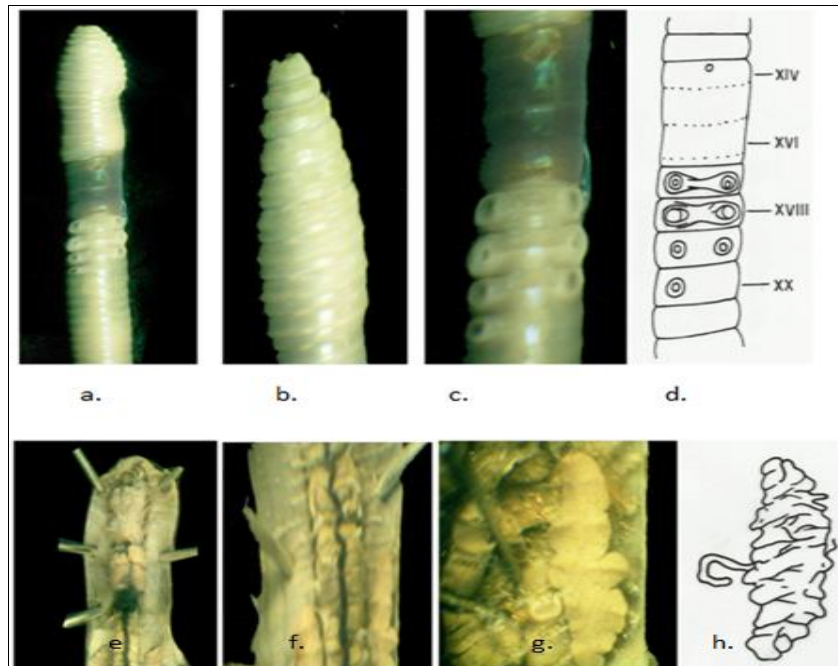 XIV
XVI
XVIII
XX
a. b. c. d.
e f. g. h.